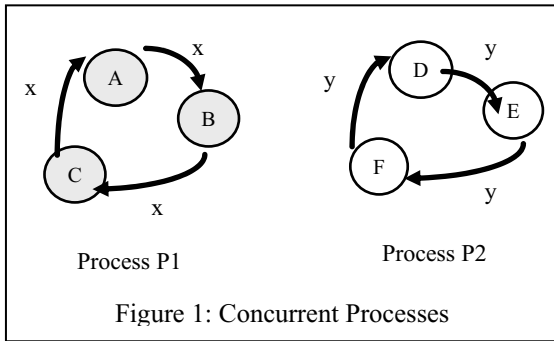 x
y
A
D
x
y
B
E
C
F
x
y
Process P1
Process P2
Figure 1: Concurrent Processes